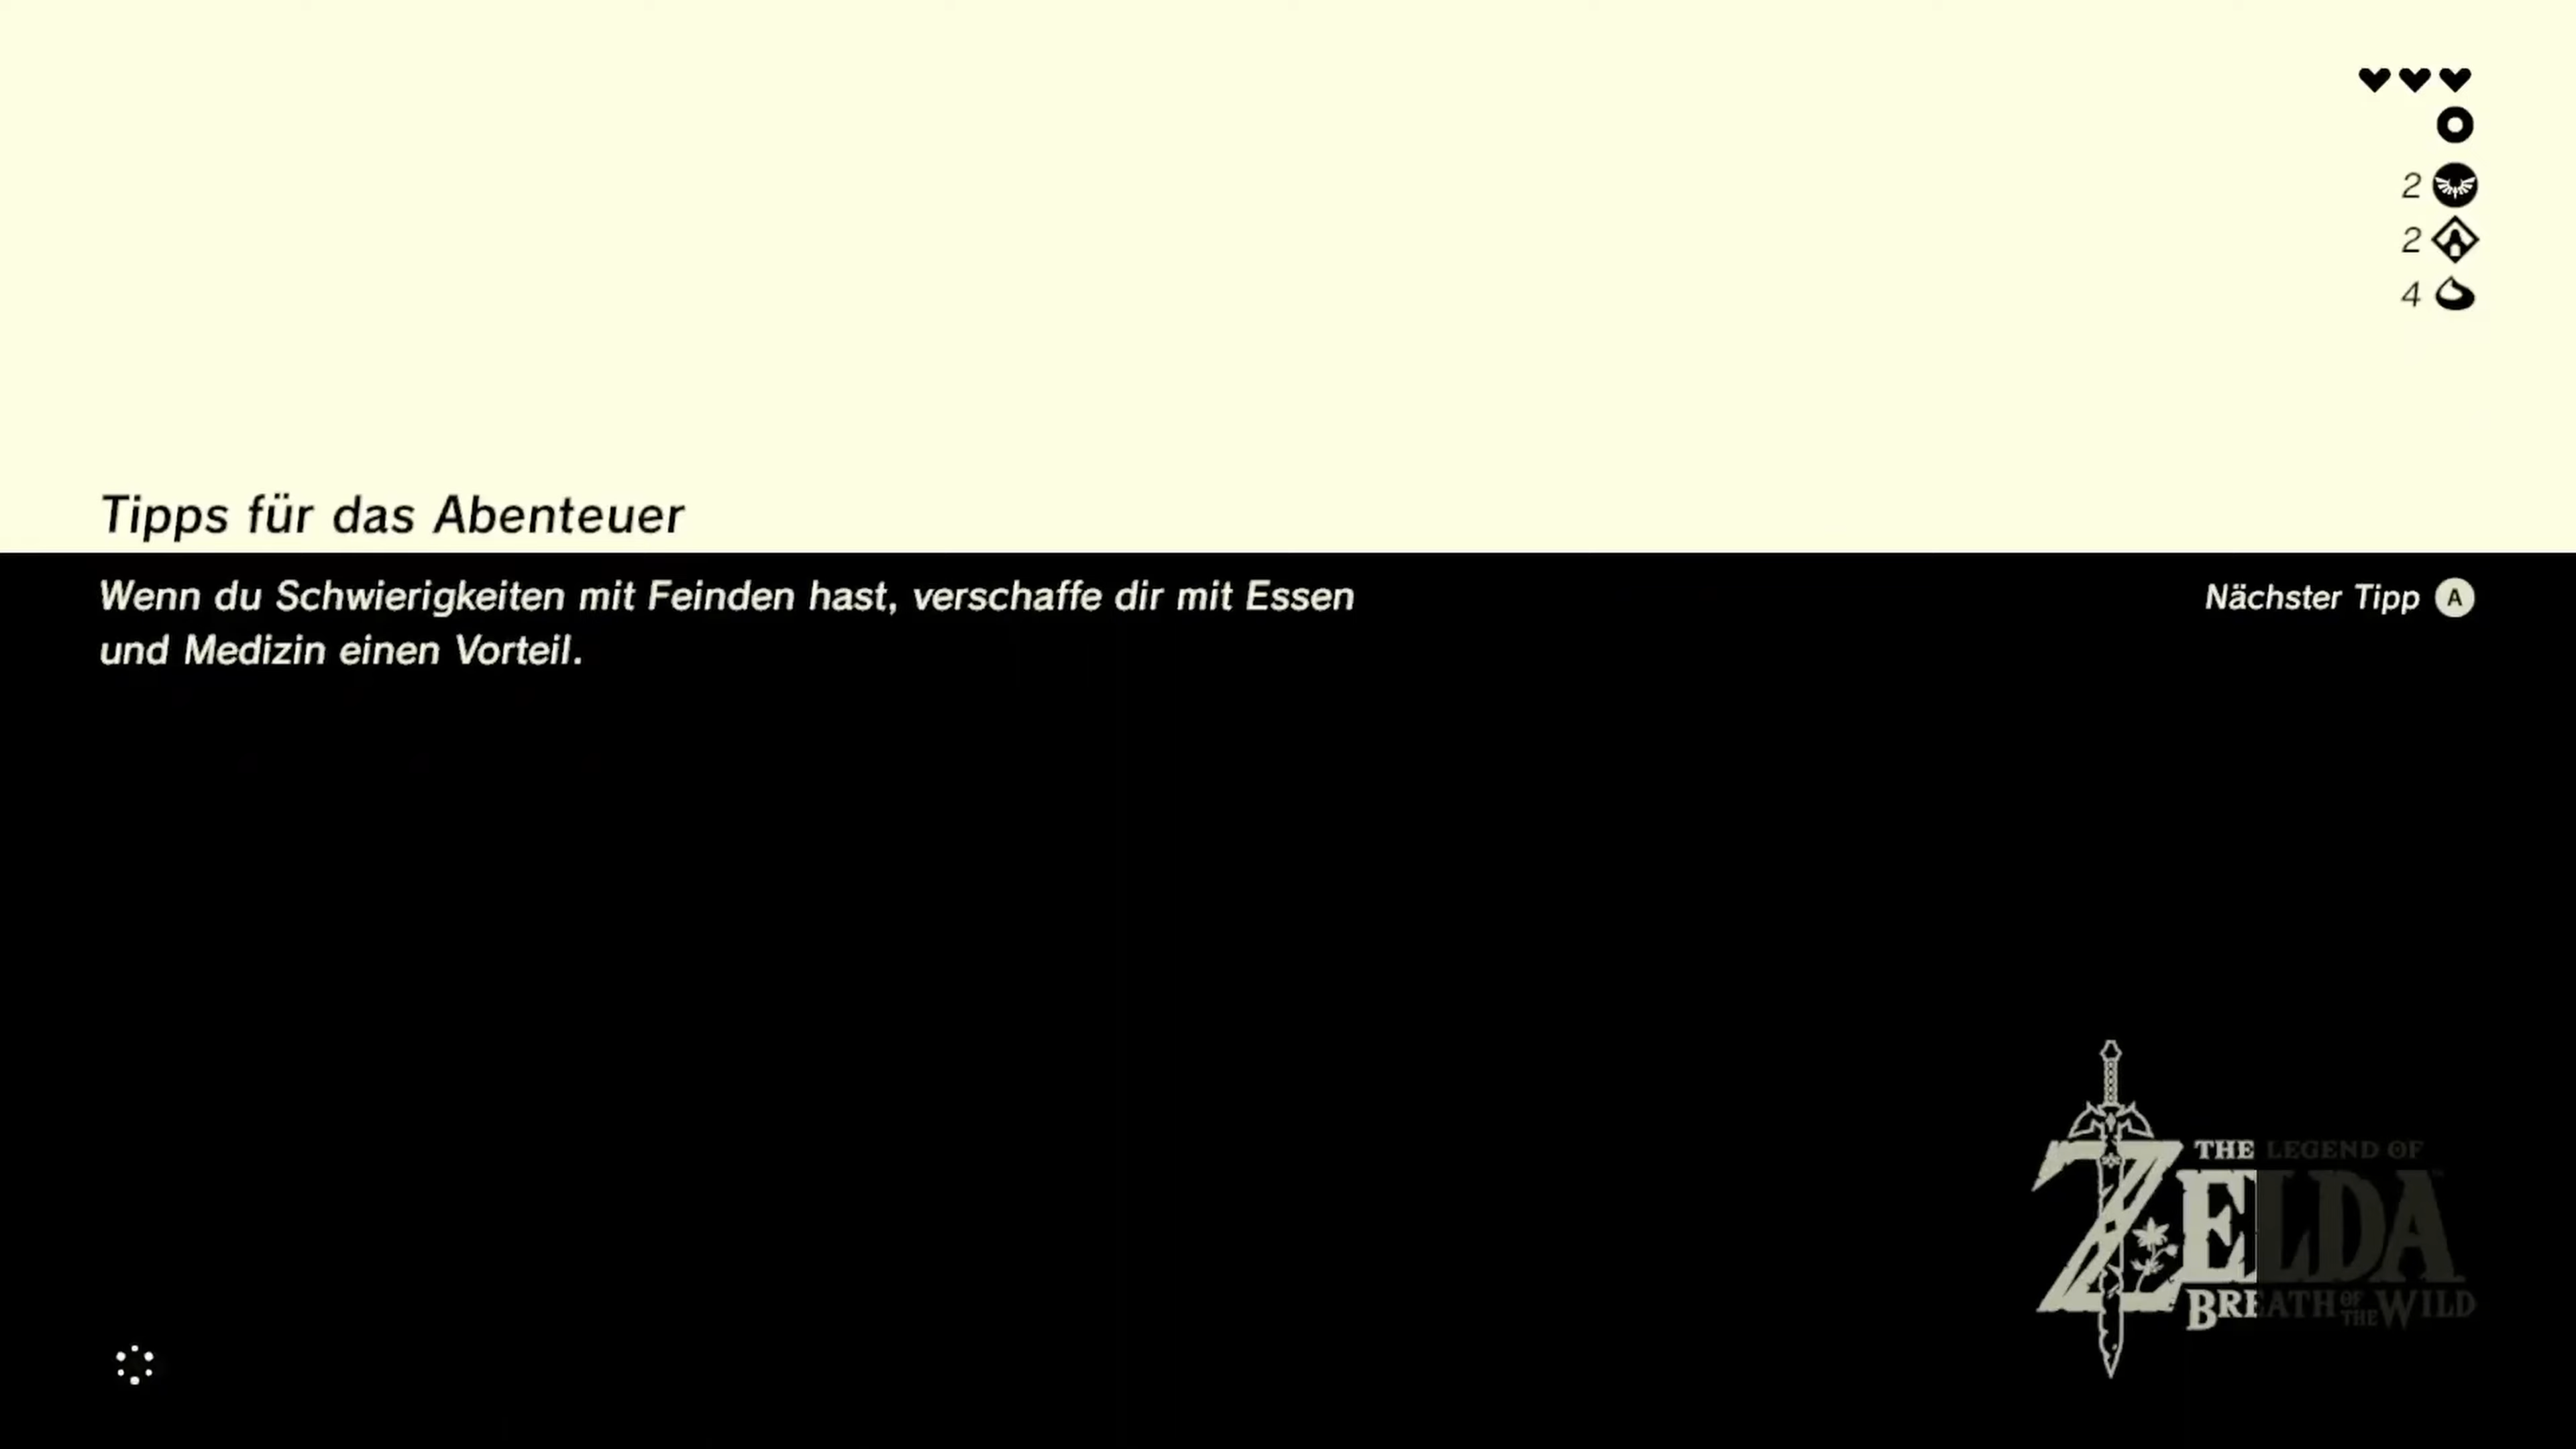 2
2
4
Tipps für das Abenteuer
Wenn du Schwierigkeiten mit Feinden hast, verschaffe dir mit Essen
und Medizin einen Vorteil.
Nächster Tipp A
THE LEGEND OF
ZELDA
BREATH OF THE WILD